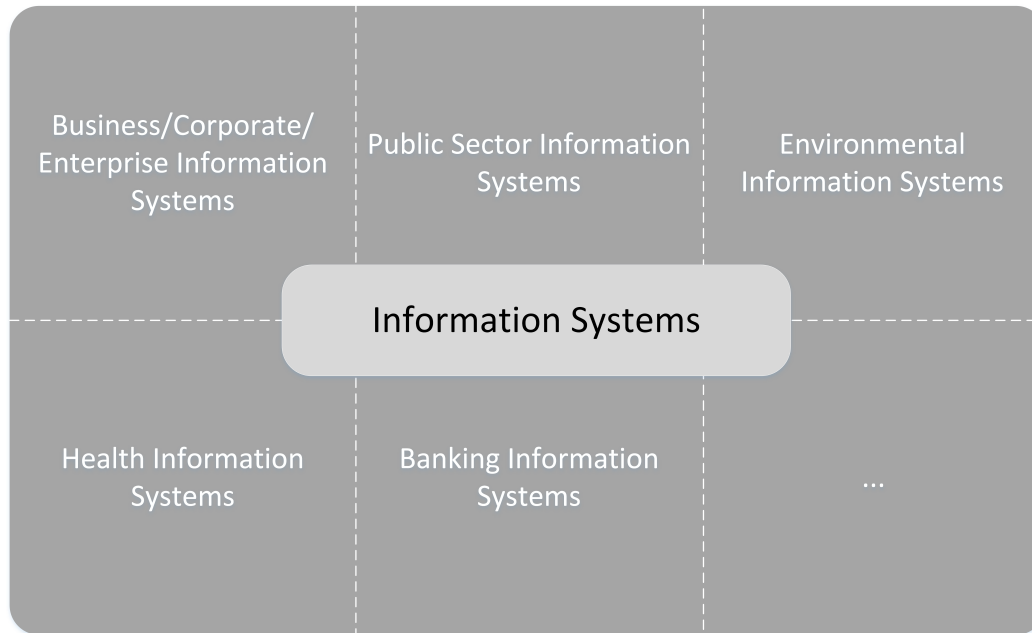 Business/Corporate/
Enterprise Information
Systems
Public Sector Information
Systems
Environmental
Information Systems
Information Systems
Health Information
Systems
Banking Information
Systems
...